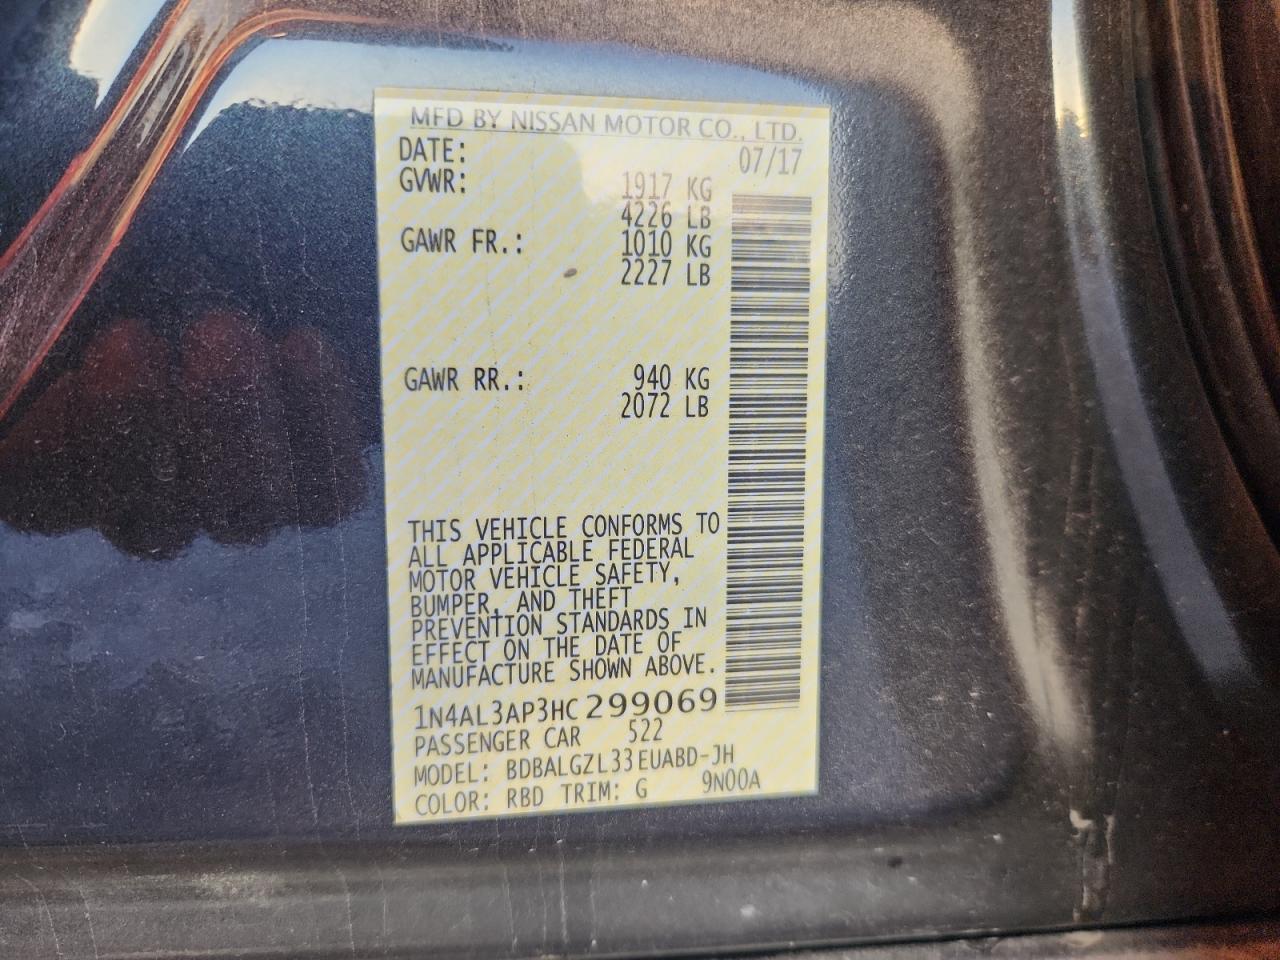 MFD BY NISSAN MOTOR CO., LTD.
DATE: 07/17
GVWR: 1917 KG
4226 LB
GAWR FR.: 1010 KG
2227 LB
GAWR RR.: 940 KG
2072 LB
THIS VEHICLE CONFORMS TO
ALL APPLICABLE FEDERAL
MOTOR VEHICLE SAFETY,
BUMPER, AND THEFT
PREVENTION STANDARDS IN
EFFECT ON THE DATE OF
MANUFACTURE SHOWN ABOVE.
1N4AL3AP3HC299069
PASSENGER CAR 522
MODEL: BDBALGZL33EUABD-JH
COLOR: RBD TRIM: G 9N00A